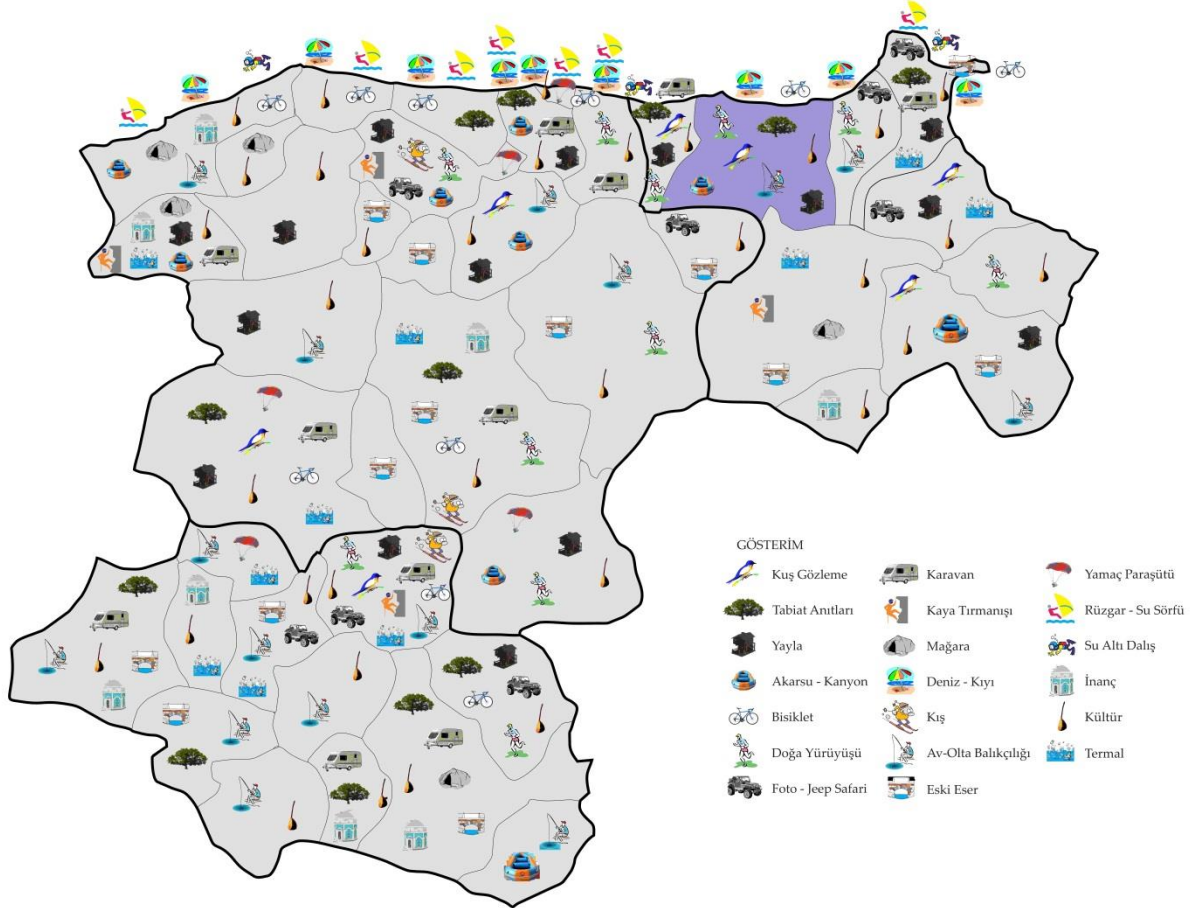 GÖSTERİM
Kuş Gözleme
Karavan
Yamaç Paraşütü
Tabiat Anıtları
Kaya Tırmanışı
Rüzgar - Su Sörfü
Yayla
Mağara
Su Altı Dalış
Akarsu - Kanyon
Deniz - Kıyı
İnanç
Bisiklet
Kış
Kültür
Doğa Yürüyüşü
Av-Olta Balıkçılığı
Termal
Foto - Jeep Safari
Eski Eser